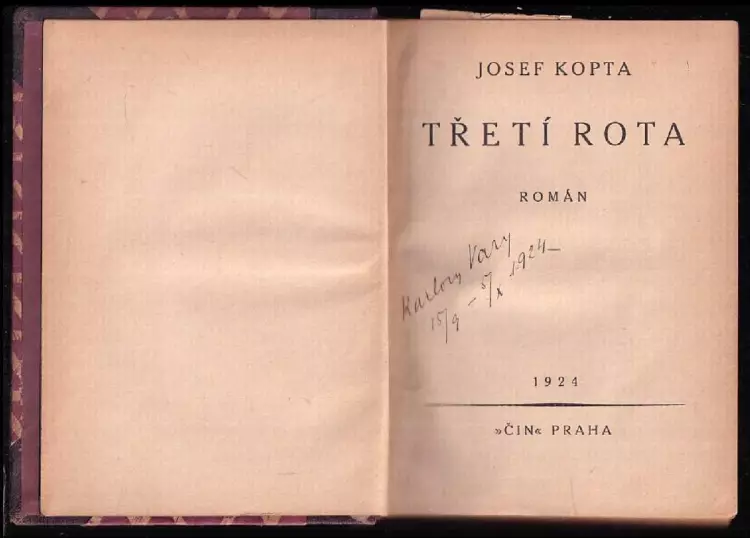 JOSEF KOPTA
TŘETÍ ROTA
ROMÁN
Karlovy Vary
15/9 – 5/X 1924 –
1924
»ČIN« PRAHA